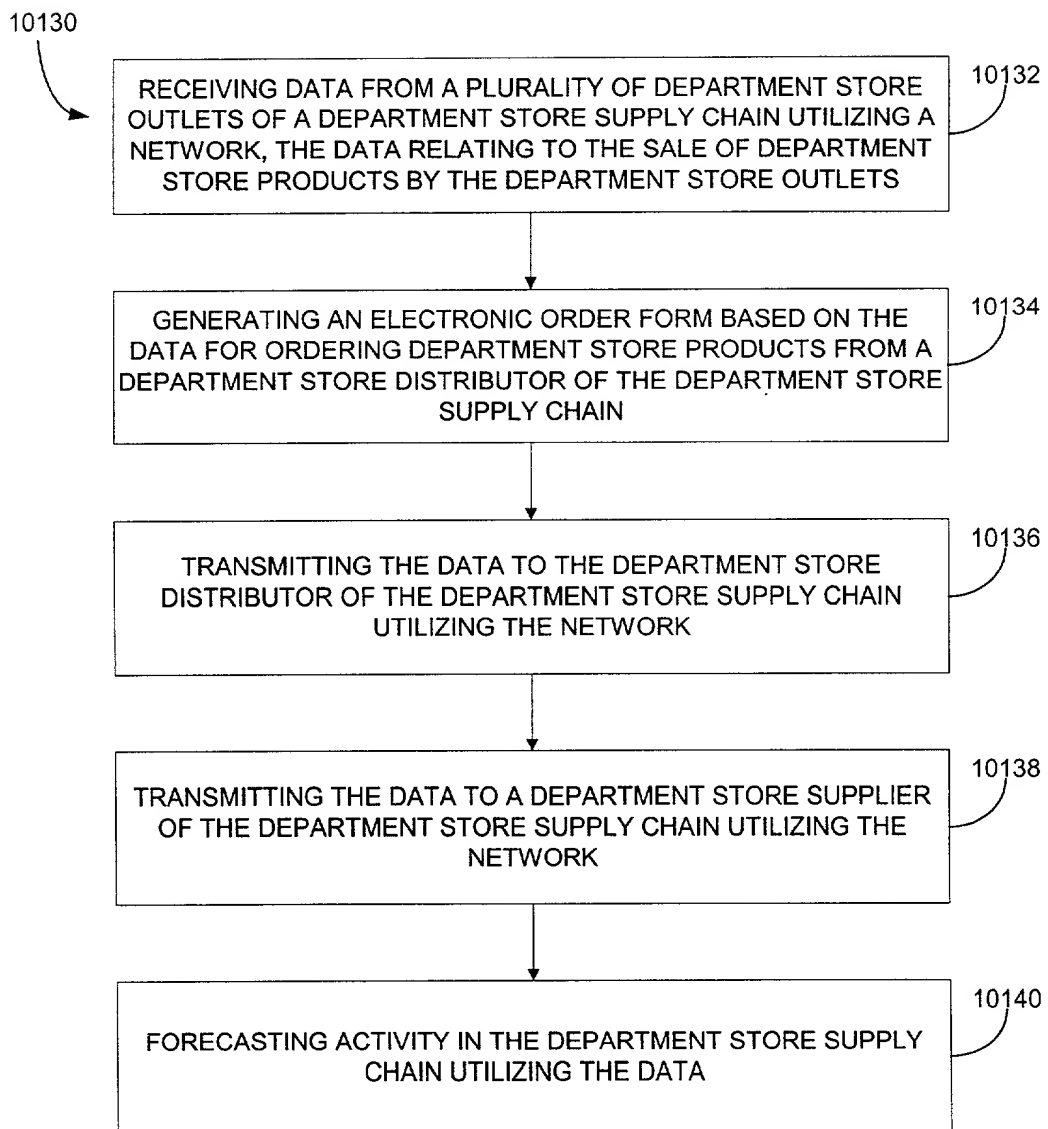 10130
10132
RECEIVING DATA FROM A PLURALITY OF DEPARTMENT STORE
OUTLETS OF A DEPARTMENT STORE SUPPLY CHAIN UTILIZING A
NETWORK, THE DATA RELATING TO THE SALE OF DEPARTMENT
STORE PRODUCTS BY THE DEPARTMENT STORE OUTLETS
10134
GENERATING AN ELECTRONIC ORDER FORM BASED ON THE
DATA FOR ORDERING DEPARTMENT STORE PRODUCTS FROM A
DEPARTMENT STORE DISTRIBUTOR OF THE DEPARTMENT STORE
SUPPLY CHAIN
10136
TRANSMITTING THE DATA TO THE DEPARTMENT STORE
DISTRIBUTOR OF THE DEPARTMENT STORE SUPPLY CHAIN
UTILIZING THE NETWORK
10138
TRANSMITTING THE DATA TO A DEPARTMENT STORE SUPPLIER
OF THE DEPARTMENT STORE SUPPLY CHAIN UTILIZING THE
NETWORK
10140
FORECASTING ACTIVITY IN THE DEPARTMENT STORE SUPPLY
CHAIN UTILIZING THE DATA